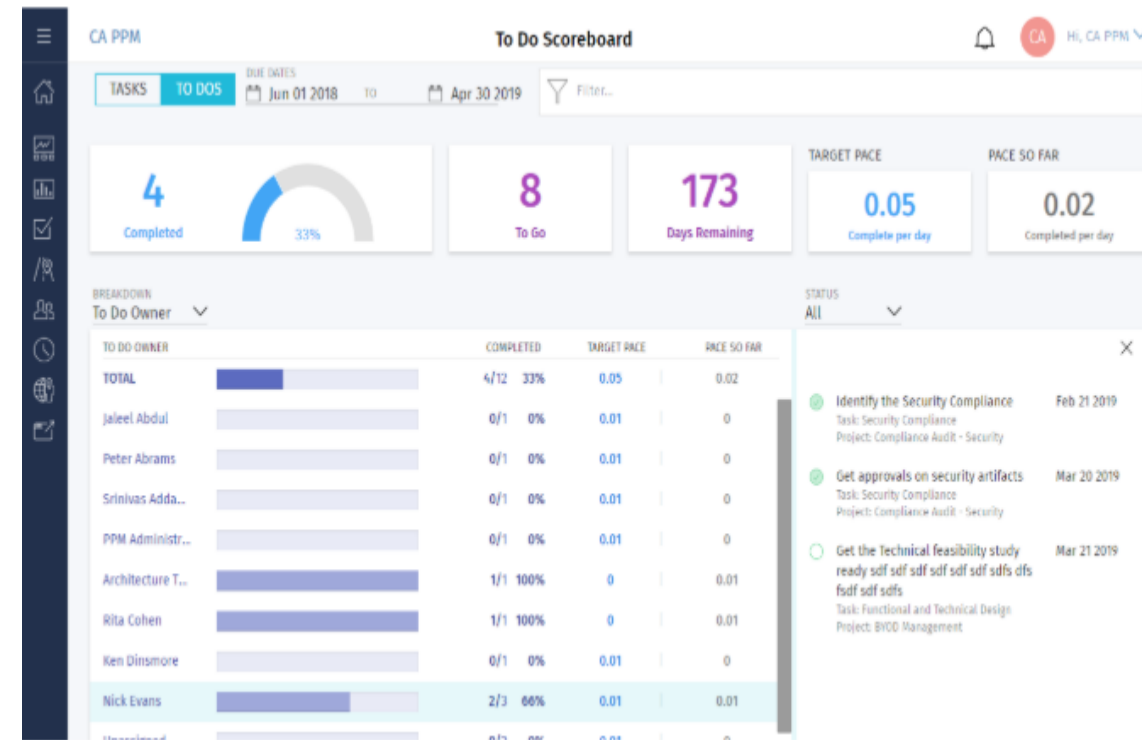 CA PPM
To Do Scoreboard
CA
Hi, CA PPM
TASKS
TO DOS
DUE DATES
Jun 01 2018
TO
Apr 30 2019
Filter...
4
Completed
33%
8
To Go
173
Days Remaining
TARGET PACE
0.05
Complete per day
PACE SO FAR
0.02
Completed per day
BREAKDOWN
To Do Owner
STATUS
All
TO DO OWNER COMPLETED TARGET PACE PACE SO FAR
TOTAL 4/12 33% 0.05 0.02
Jaleel Abdul 0/1 0% 0.01 0
Peter Abrams 0/1 0% 0.01 0
Srinivas Adda... 0/1 0% 0.01 0
PPM Administr... 0/1 0% 0.01 0
Architecture T... 1/1 100% 0 0.01
Rita Cohen 1/1 100% 0 0.01
Ken Dinsmore 0/1 0% 0.01 0
Nick Evans 2/3 66% 0.01 0.01
Identify the Security Compliance Feb 21 2019
Task: Security Compliance
Project: Compliance Audit - Security
Get approvals on security artifacts Mar 20 2019
Task: Security Compliance
Project: Compliance Audit - Security
Get the Technical feasibility study Mar 21 2019
ready sdf sdf sdf sdf sdf sdf sdfs dfs
fsdf sdf sdfs
Task: Functional and Technical Design
Project: BYOD Management